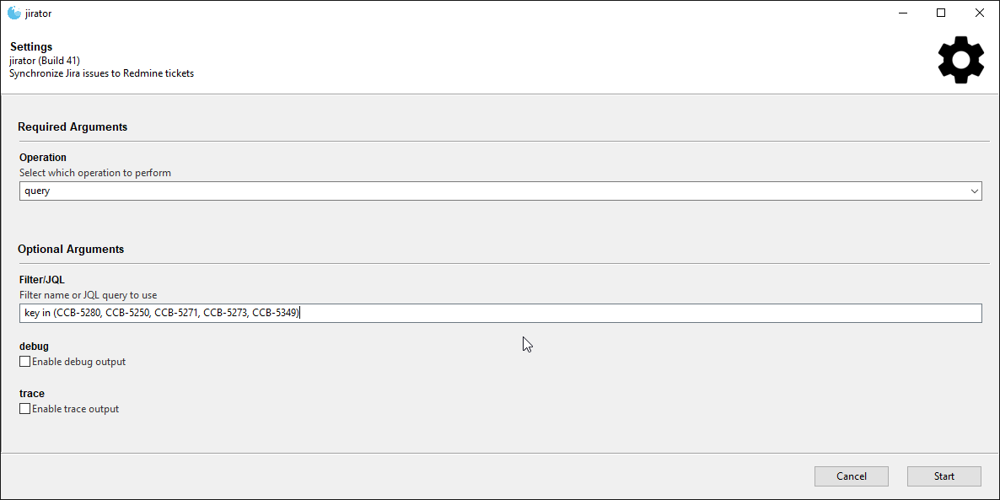 jirator
Settings
jirator (Build 41)
Synchronize Jira issues to Redmine tickets
Required Arguments
Operation
Select which operation to perform
query
Optional Arguments
Filter/JQL
Filter name or JQL query to use
key in (CCB-5280, CCB-5250, CCB-5271, CCB-5273, CCB-5349)
debug
Enable debug output
trace
Enable trace output
Cancel Start